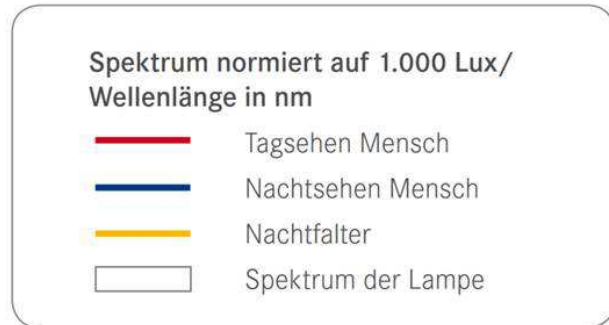 Spektrum normiert auf 1.000 Lux/
Wellenlänge in nm
Tagsehen Mensch
Nachtsehen Mensch
Nachtfalter
Spektrum der Lampe